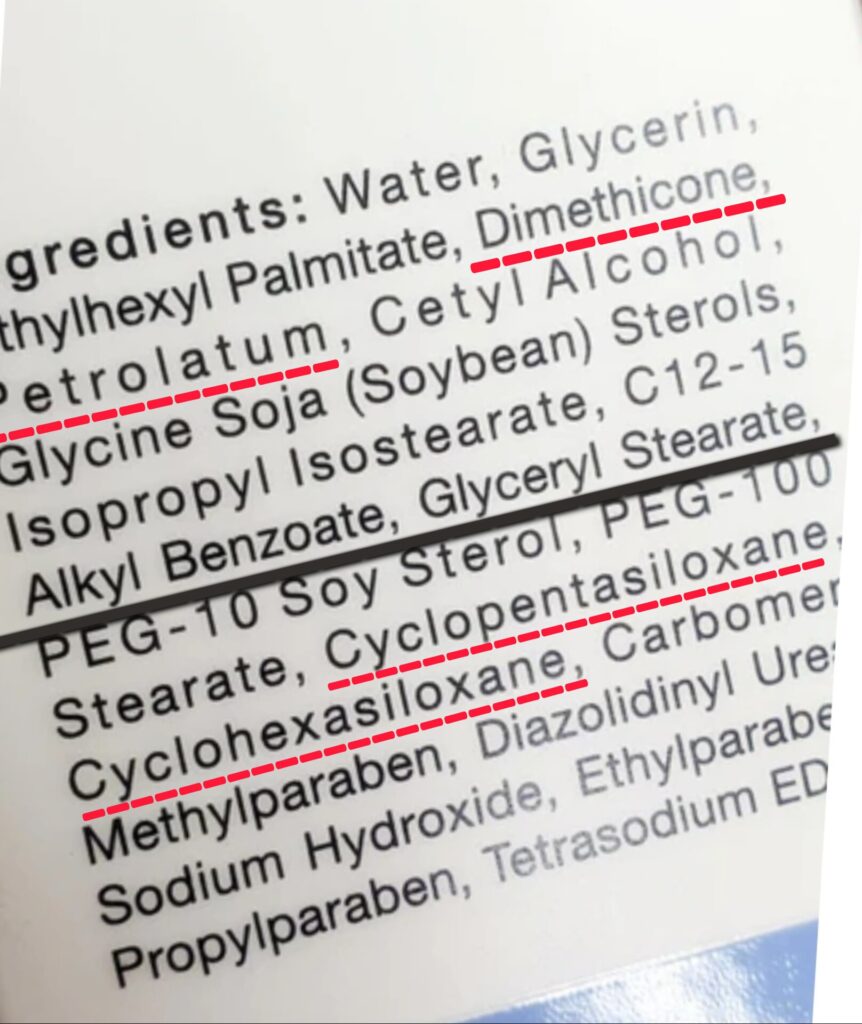 gredients: Water, Glycerin,
thylhexyl Palmitate, Dimethicone,
Petrolatum, Cetyl Alcohol,
Glycine Soja (Soybean) Sterols,
Isopropyl Isostearate, C12-15
Alkyl Benzoate, Glyceryl Stearate,
PEG-10 Soy Sterol, PEG-100
Stearate, Cyclopentasiloxane,
Cyclohexasiloxane, Carbomer
Methylparaben, Diazolidinyl Urea
Sodium Hydroxide, Ethylparabe
Propylparaben, Tetrasodium ED